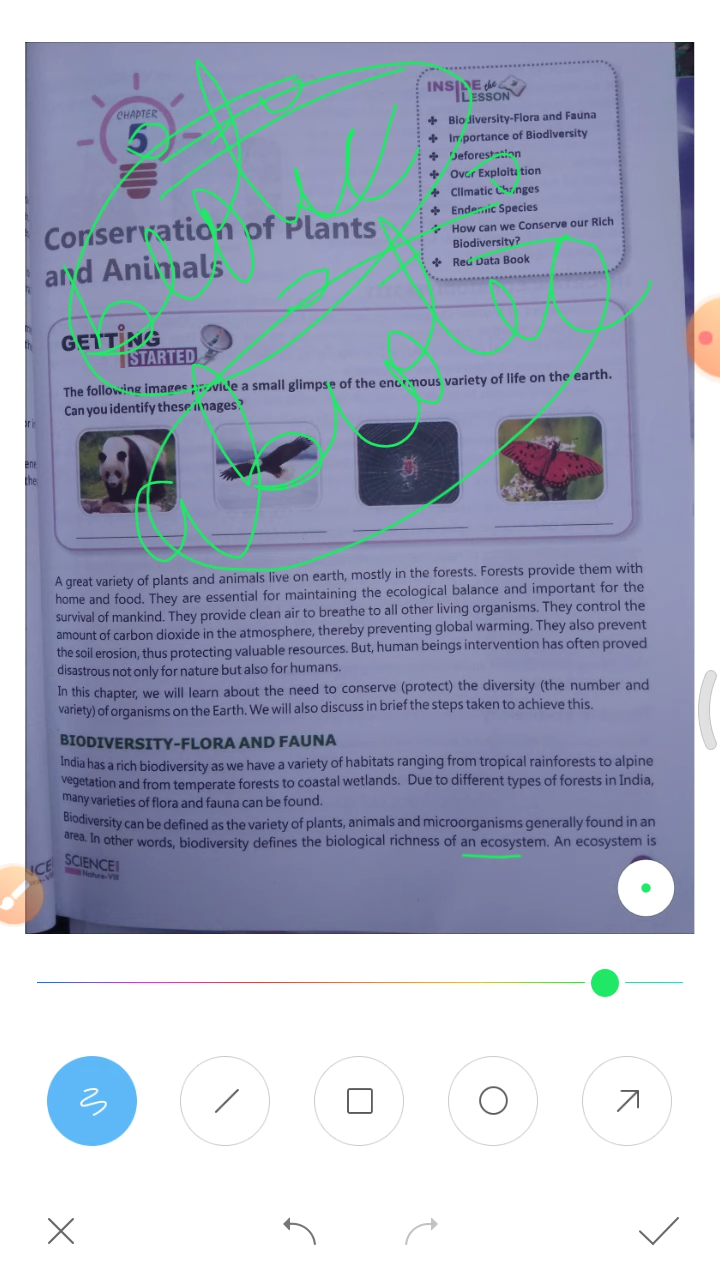 CHAPTER
5
Conservation of Plants
and Animals
INSIDE the
LESSON
Biodiversity-Flora and Fauna
Importance of Biodiversity
Deforestation
Over Exploitation
Climatic Changes
Endemic Species
How can we Conserve our Rich
Biodiversity?
Red Data Book
GETTING
STARTED
The following images provide a small glimpse of the enormous variety of life on the earth.
Can you identify these images?
biotic
abiotic
A great variety of plants and animals live on earth, mostly in the forests. Forests provide them with
home and food. They are essential for maintaining the ecological balance and important for the
survival of mankind. They provide clean air to breathe to all other living organisms. They control the
amount of carbon dioxide in the atmosphere, thereby preventing global warming. They also prevent
the soil erosion, thus protecting valuable resources. But, human beings intervention has often proved
disastrous not only for nature but also for humans.
In this chapter, we will learn about the need to conserve (protect) the diversity (the number and
variety) of organisms on the Earth. We will also discuss in brief the steps taken to achieve this.
BIODIVERSITY-FLORA AND FAUNA
India has a rich biodiversity as we have a variety of habitats ranging from tropical rainforests to alpine
vegetation and from temperate forests to coastal wetlands. Due to different types of forests in India,
many varieties of flora and fauna can be found.
Biodiversity can be defined as the variety of plants, animals and microorganisms generally found in an
area. In other words, biodiversity defines the biological richness of an ecosystem. An ecosystem is
SCIENCE
Nature-VIII